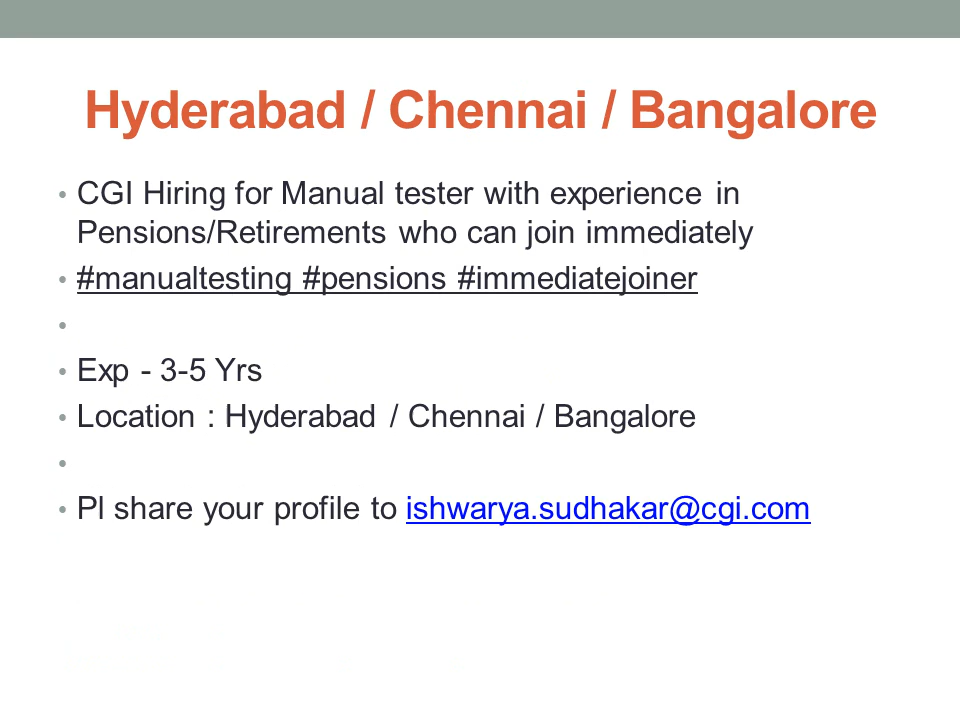 Hyderabad / Chennai / Bangalore
• CGI Hiring for Manual tester with experience in
Pensions/Retirements who can join immediately
• #manualtesting #pensions #immediatejoiner
•
• Exp - 3-5 Yrs
• Location : Hyderabad / Chennai / Bangalore
•
• Pl share your profile to ishwarya.sudhakar@cgi.com